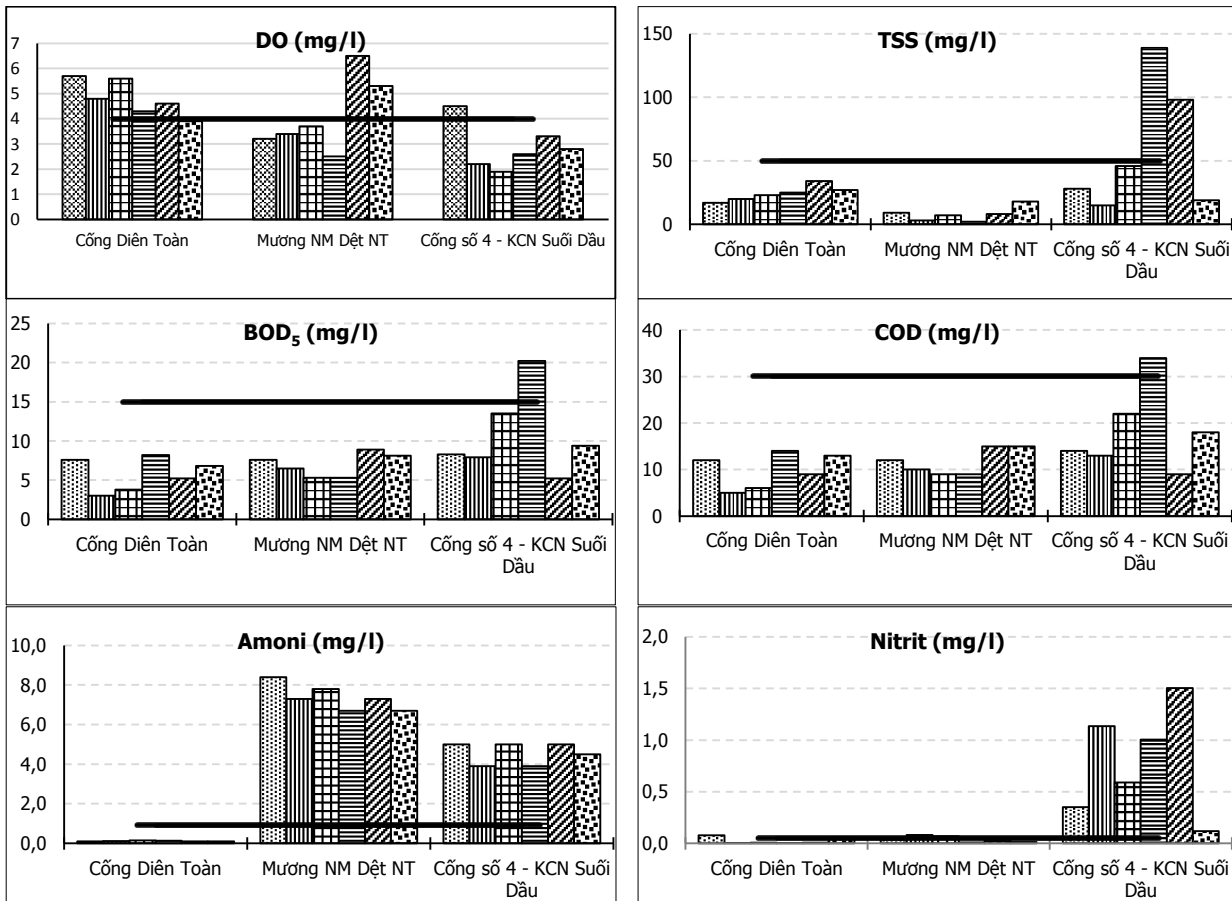 DO (mg/l)
7
6
5
4
3
2
1
0
Cống Diên Toàn
Mương NM Dệt NT
Cống số 4 - KCN Suối Dầu
TSS (mg/l)
150
100
50
0
Cống Diên Toàn
Mương NM Dệt NT
Cống số 4 - KCN Suối
Dầu
BOD₅ (mg/l)
25
20
15
10
5
0
Cống Diên Toàn
Mương NM Dệt NT
Cống số 4 - KCN Suối
Dầu
COD (mg/l)
40
30
20
10
0
Cống Diên Toàn
Mương NM Dệt NT
Cống số 4 - KCN Suối
Dầu
Amoni (mg/l)
10,0
8,0
6,0
4,0
2,0
0,0
Cống Diên Toàn
Mương NM Dệt NT
Cống số 4 - KCN Suối
Dầu
Nitrit (mg/l)
2,0
1,5
1,0
0,5
0,0
Cống Diên Toàn
Mương NM Dệt NT
Cống số 4 - KCN Suối
Dầu